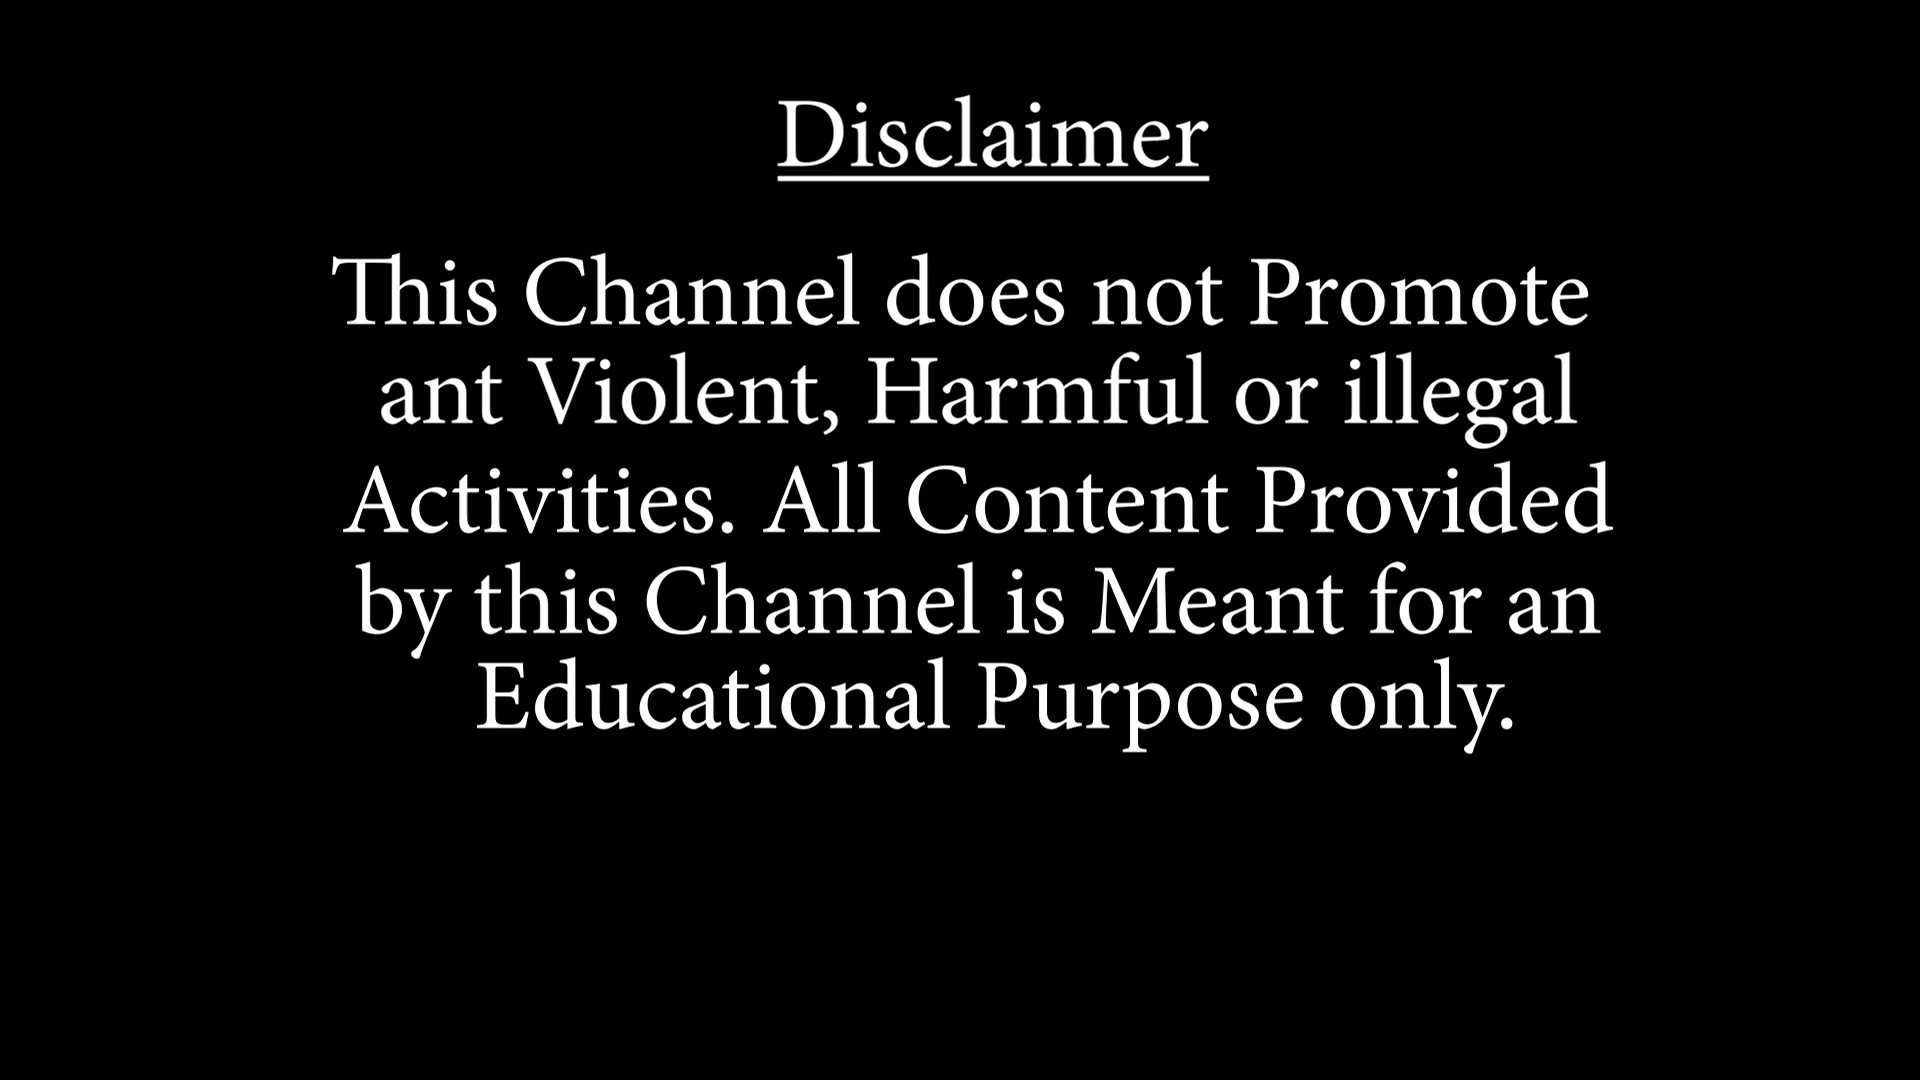 Disclaimer
This Channel does not Promote
ant Violent, Harmful or illegal
Activities. All Content Provided
by this Channel is Meant for an
Educational Purpose only.